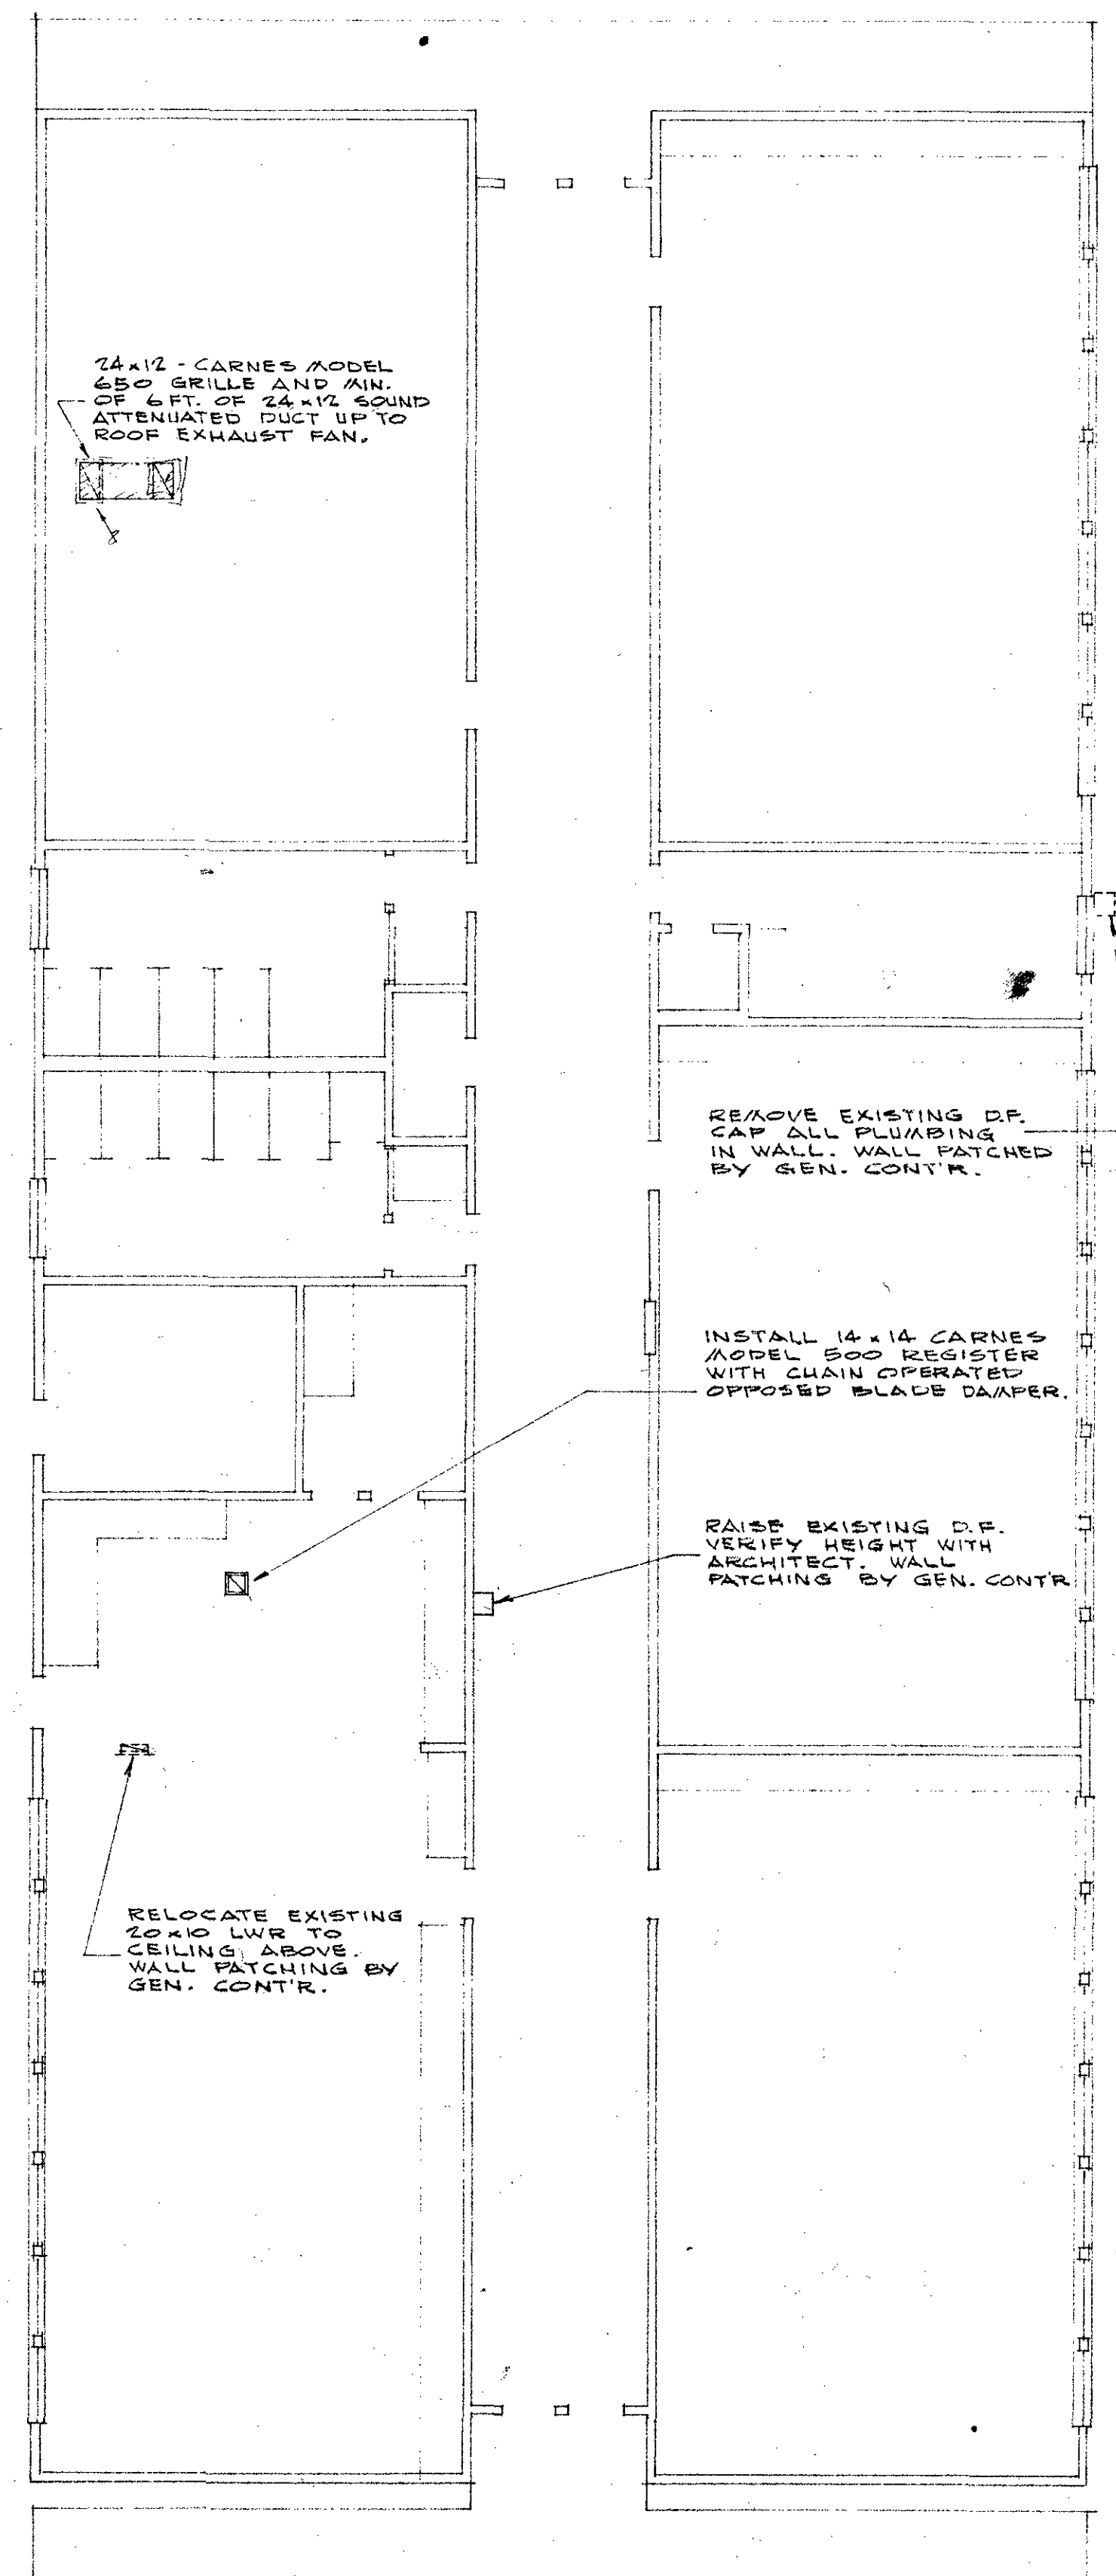 24x12 - CARNES MODEL
650 GRILLE AND MIN.
OF 6 FT. OF 24x12 SOUND
ATTENUATED DUCT UP TO
ROOF EXHAUST FAN.
REMOVE EXISTING D.F.
CAP ALL PLUMBING
IN WALL. WALL PATCHED
BY GEN. CONT'R.
INSTALL 14x14 CARNES
MODEL 500 REGISTER
WITH CHAIN OPERATED
OPPOSED BLADE DAMPER.
RAISE EXISTING D.F.
VERIFY HEIGHT WITH
ARCHITECT. WALL
PATCHING BY GEN. CONT'R
RELOCATE EXISTING
20x10 LWR TO
CEILING ABOVE.
WALL PATCHING BY
GEN. CONT'R.